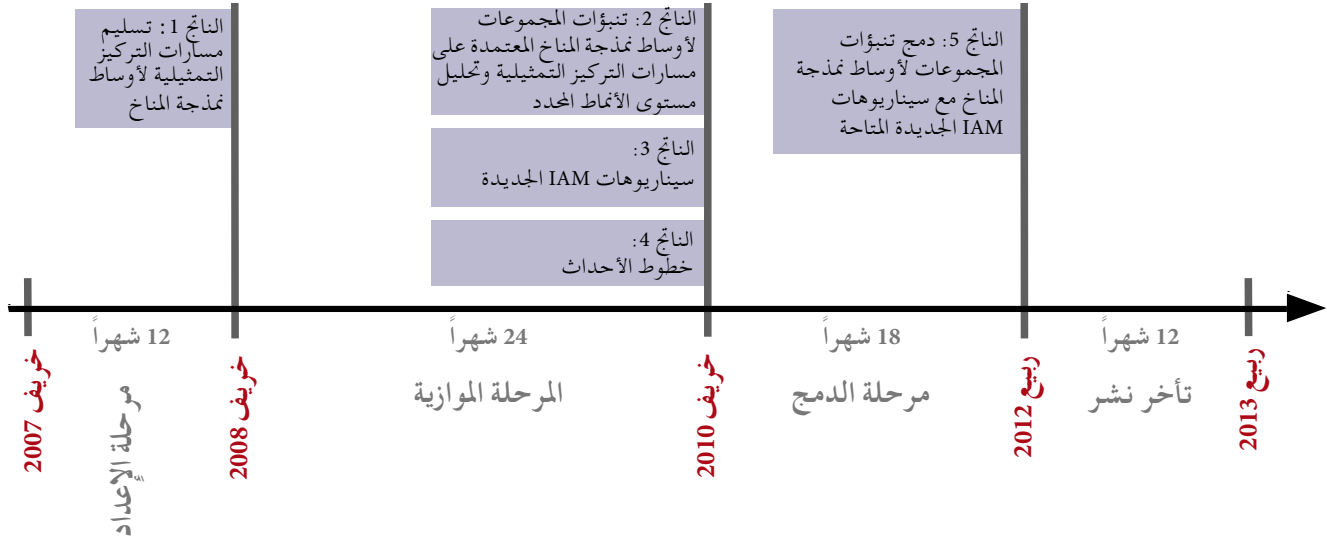 الناتج 1: تسليم
مسارات التركيز
التمثيلية لأوساط
نمذجة المناخ
الناتج 2: تنبؤات المجموعات
لأوساط نمذجة المناخ المعتمدة على
مسارات التركيز التمثيلية وتحليل
مستوى الأنماط المحدد
الناتج 3:
سيناريوهات IAM الجديدة
الناتج 4:
خطوط الأحداث
الناتج 5: دمج تنبؤات
المجموعات لأوساط نمذجة
المناخ مع سيناريوهات
IAM الجديدة المتاحة
12 شهراً
24 شهراً
18 شهراً
12 شهراً
خريف 2007
مرحلة الإعداد
خريف 2008
المرحلة الموازية
خريف 2010
مرحلة الدمج
ربيع 2012
تأخر نشر
ربيع 2013